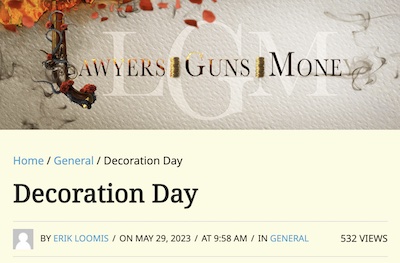 LGM
LAWYERS GUNS MONEY
Home / General / Decoration Day
Decoration Day
BY ERIK LOOMIS / ON MAY 29, 2023 / AT 9:58 AM / IN GENERAL 532 VIEWS